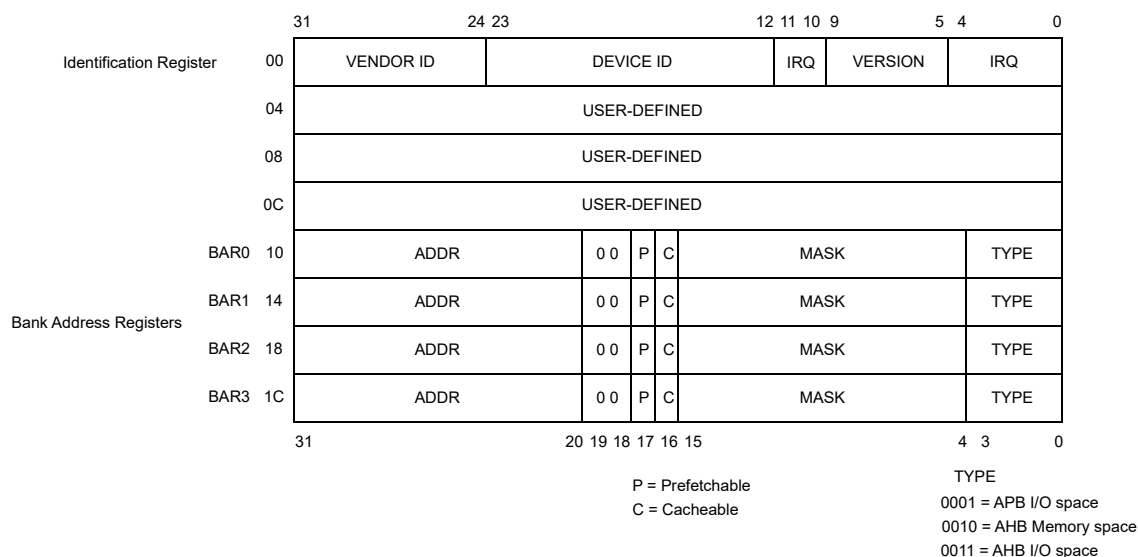 31 24 23 12 11 10 9 5 4 0
Identification Register 00 VENDOR ID DEVICE ID IRQ VERSION IRQ
04 USER-DEFINED
08 USER-DEFINED
0C USER-DEFINED
BAR0 10 ADDR 0 0 P C MASK TYPE
BAR1 14 ADDR 0 0 P C MASK TYPE
Bank Address Registers
BAR2 18 ADDR 0 0 P C MASK TYPE
BAR3 1C ADDR 0 0 P C MASK TYPE
31 20 19 18 17 16 15 4 3 0
P = Prefetchable
C = Cacheable
TYPE
0001 = APB I/O space
0010 = AHB Memory space
0011 = AHB I/O space